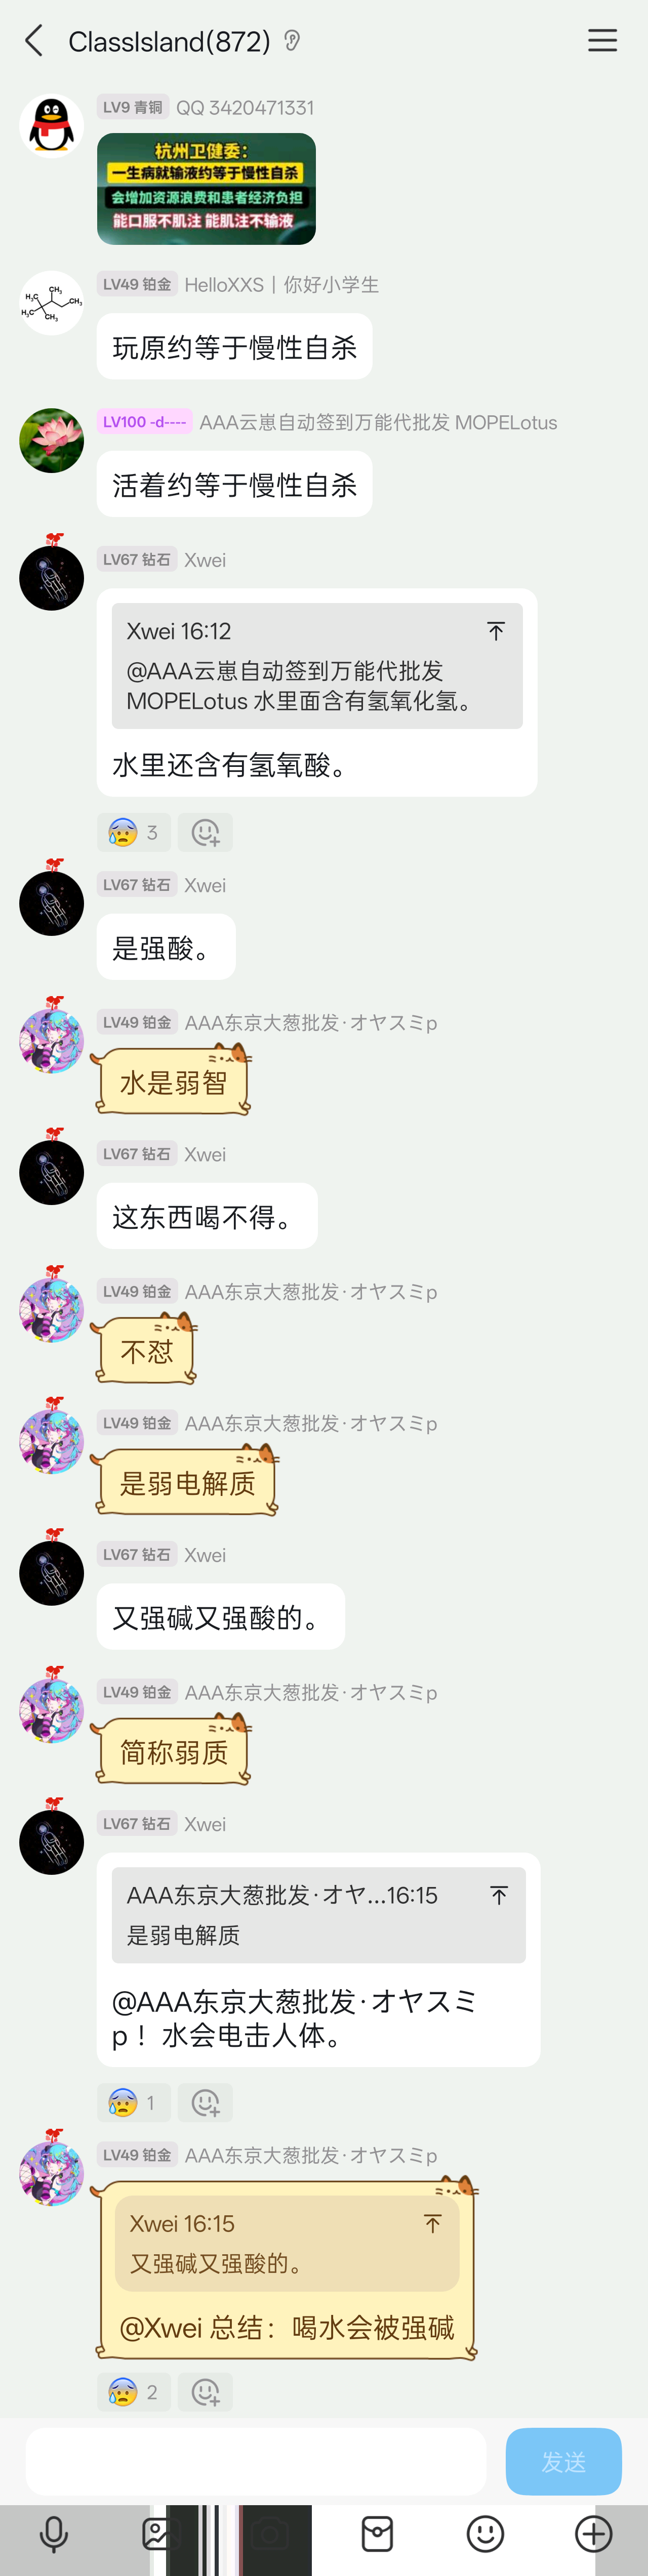 ClassIsland(872)
LV9 青铜 QQ 3420471331
杭州卫健委：
一生病就输液约等于慢性自杀
会增加资源浪费和患者经济负担
能口服不肌注 能肌注不输液
LV49 铂金 HelloXXS｜你好小学生
H₃C CH₃ CH₃ H₃C CH₃
玩原约等于慢性自杀
LV100 -d---- AAA云崽自动签到万能代批发 MOPELotus
活着约等于慢性自杀
LV67 钻石 Xwei
Xwei 16:12
@AAA云崽自动签到万能代批发
MOPELotus 水里面含有氢氧化氢。
水里还含有氢氧酸。
3
LV67 钻石 Xwei
是强酸。
LV49 铂金 AAA东京大葱批发·オヤスミp
水是弱智
LV67 钻石 Xwei
这东西喝不得。
LV49 铂金 AAA东京大葱批发·オヤスミp
不怼
LV49 铂金 AAA东京大葱批发·オヤスミp
是弱电解质
LV67 钻石 Xwei
又强碱又强酸的。
LV49 铂金 AAA东京大葱批发·オヤスミp
简称弱质
LV67 钻石 Xwei
AAA东京大葱批发·オヤ...16:15
是弱电解质
@AAA东京大葱批发·オヤスミ
p！水会电击人体。
1
LV49 铂金 AAA东京大葱批发·オヤスミp
Xwei 16:15
又强碱又强酸的。
@Xwei 总结：喝水会被强碱
2
发送